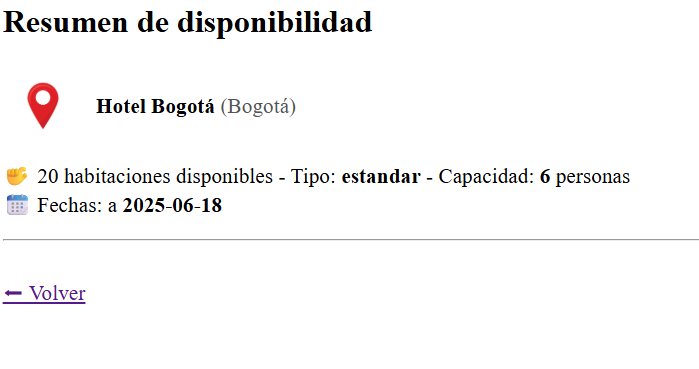 Resumen de disponibilidad
Hotel Bogotá (Bogotá)
20 habitaciones disponibles - Tipo: estandar - Capacidad: 6 personas
Fechas: a 2025-06-18
⬅ Volver